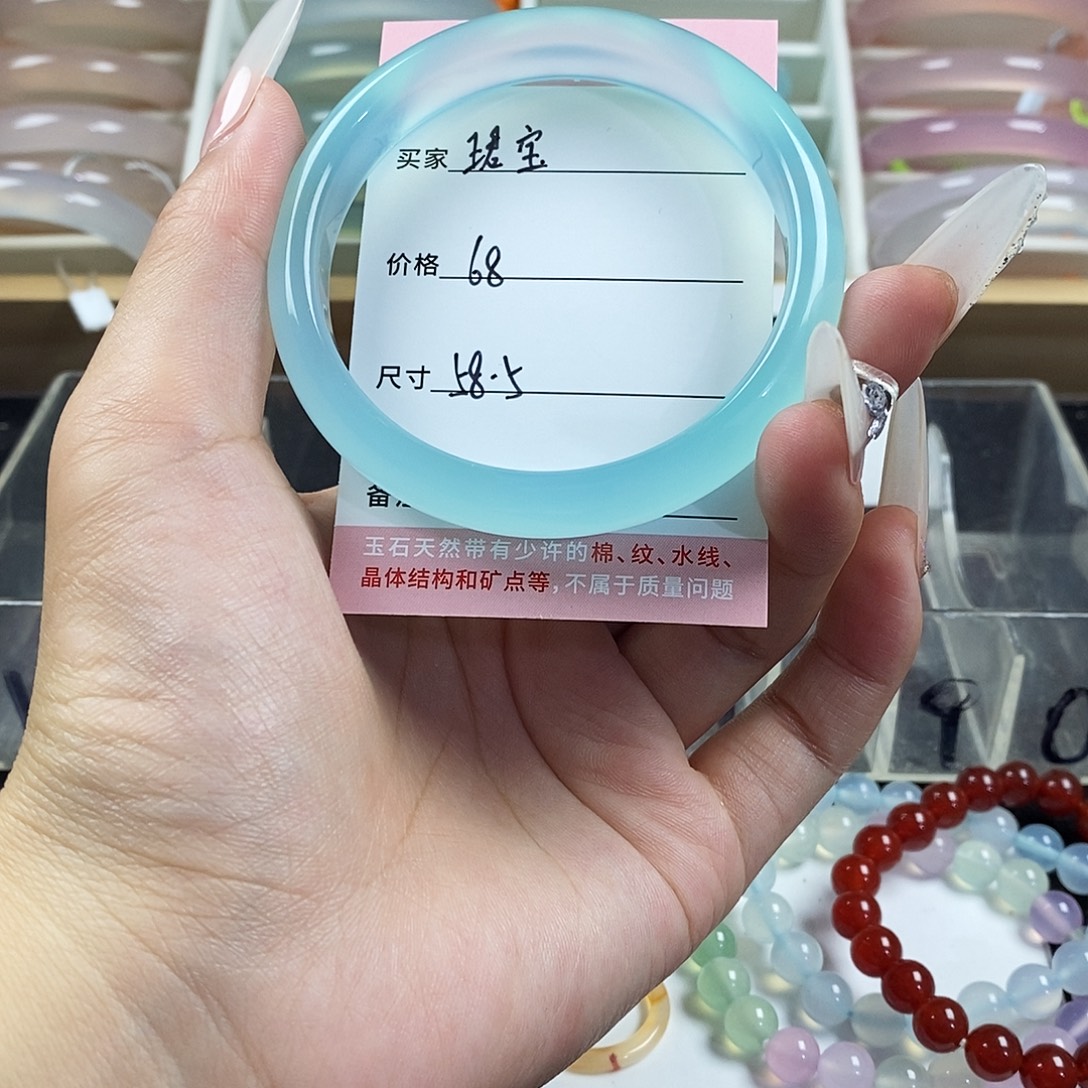 买家 珺宝
价格 68
尺寸 58.5
备
玉石天然带有少许的棉、纹、水线、
晶体结构和矿点等,不属于质量问题